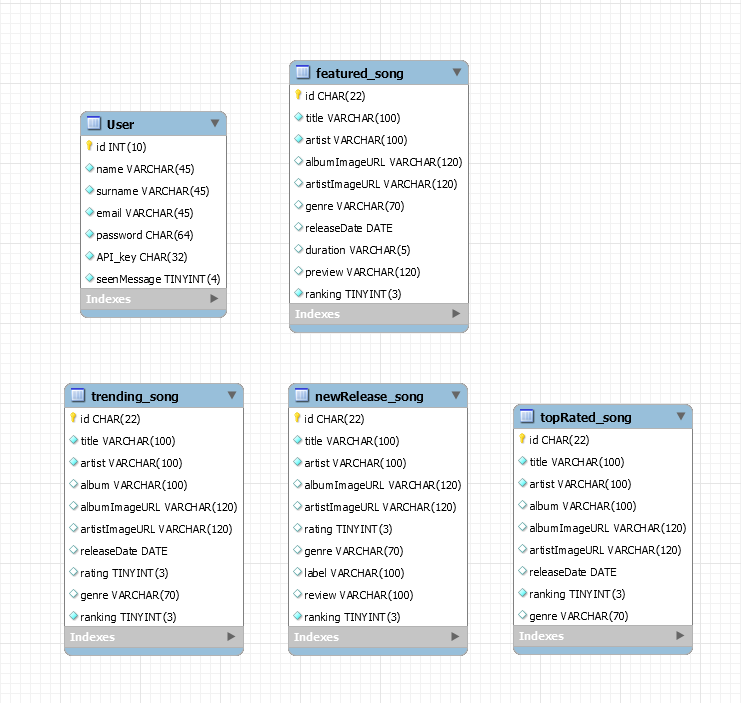 User
id INT(10)
name VARCHAR(45)
surname VARCHAR(45)
email VARCHAR(45)
password CHAR(64)
API_key CHAR(32)
seenMessage TINYINT(4)
Indexes
featured_song
id CHAR(22)
title VARCHAR(100)
artist VARCHAR(100)
albumImageURL VARCHAR(120)
artistImageURL VARCHAR(120)
genre VARCHAR(70)
releaseDate DATE
duration VARCHAR(5)
preview VARCHAR(120)
ranking TINYINT(3)
Indexes
trending_song
id CHAR(22)
title VARCHAR(100)
artist VARCHAR(100)
album VARCHAR(100)
albumImageURL VARCHAR(120)
artistImageURL VARCHAR(120)
releaseDate DATE
rating TINYINT(3)
genre VARCHAR(70)
ranking TINYINT(3)
Indexes
newRelease_song
id CHAR(22)
title VARCHAR(100)
artist VARCHAR(100)
albumImageURL VARCHAR(120)
artistImageURL VARCHAR(120)
rating TINYINT(3)
genre VARCHAR(70)
label VARCHAR(100)
review VARCHAR(100)
ranking TINYINT(3)
Indexes
topRated_song
id CHAR(22)
title VARCHAR(100)
artist VARCHAR(100)
album VARCHAR(100)
albumImageURL VARCHAR(120)
artistImageURL VARCHAR(120)
releaseDate DATE
ranking TINYINT(3)
genre VARCHAR(70)
Indexes